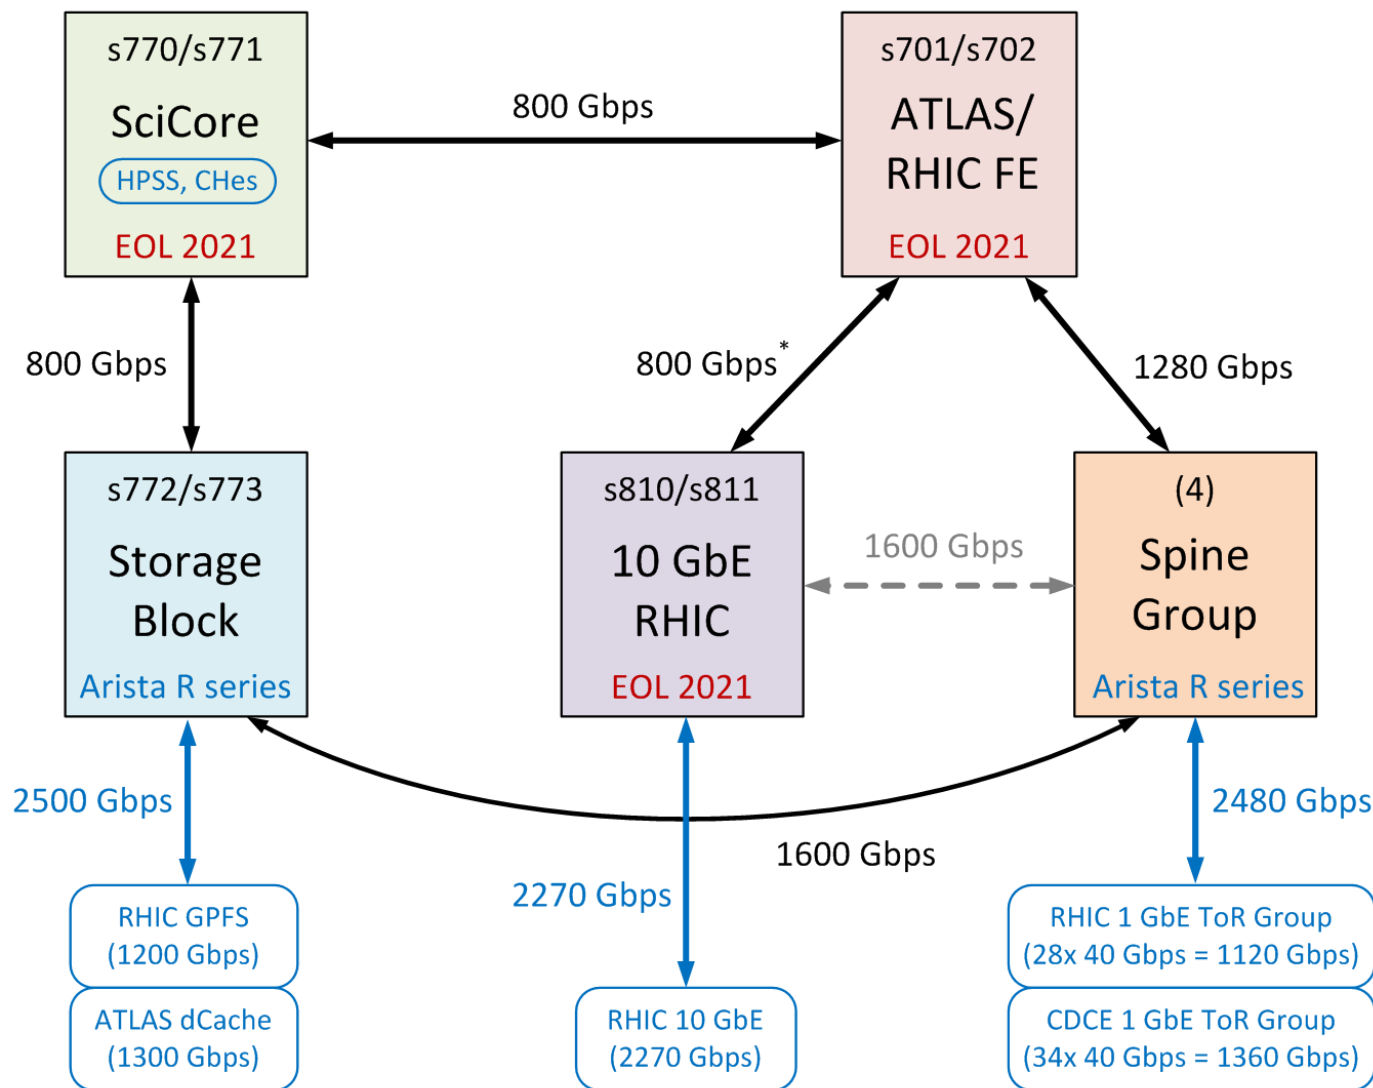 s770/s771
SciCore
HPSS, CHes
EOL 2021
800 Gbps
s701/s702
ATLAS/
RHIC FE
EOL 2021
800 Gbps
800 Gbps*
1280 Gbps
s772/s773
Storage
Block
Arista R series
s810/s811
10 GbE
RHIC
EOL 2021
1600 Gbps
(4)
Spine
Group
Arista R series
2500 Gbps
2270 Gbps
1600 Gbps
2480 Gbps
RHIC GPFS
(1200 Gbps)
ATLAS dCache
(1300 Gbps)
RHIC 10 GbE
(2270 Gbps)
RHIC 1 GbE ToR Group
(28x 40 Gbps = 1120 Gbps)
CDCE 1 GbE ToR Group
(34x 40 Gbps = 1360 Gbps)